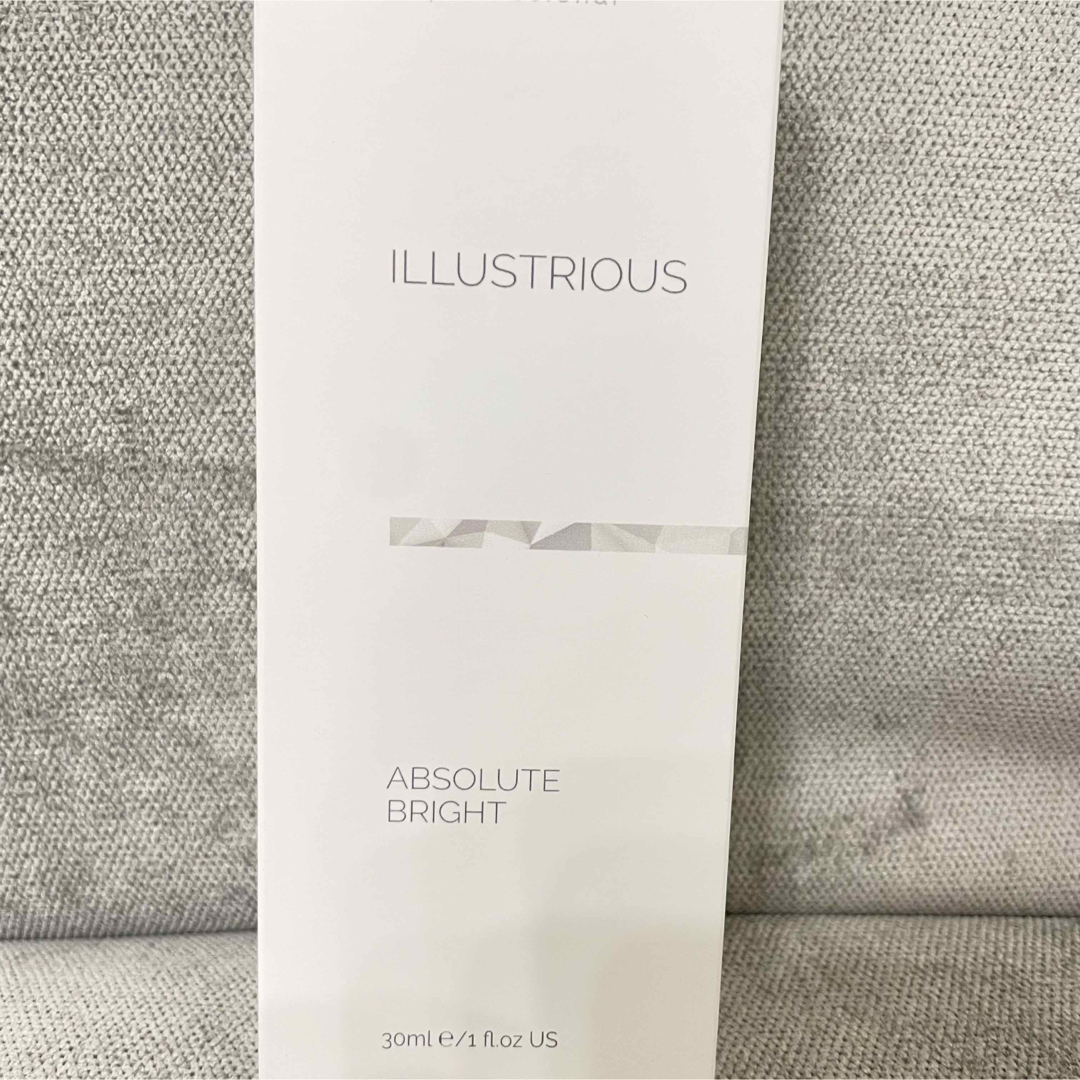 ILLUSTRIOUS
ABSOLUTE
BRIGHT
30ml ℮/1 fl.oz US